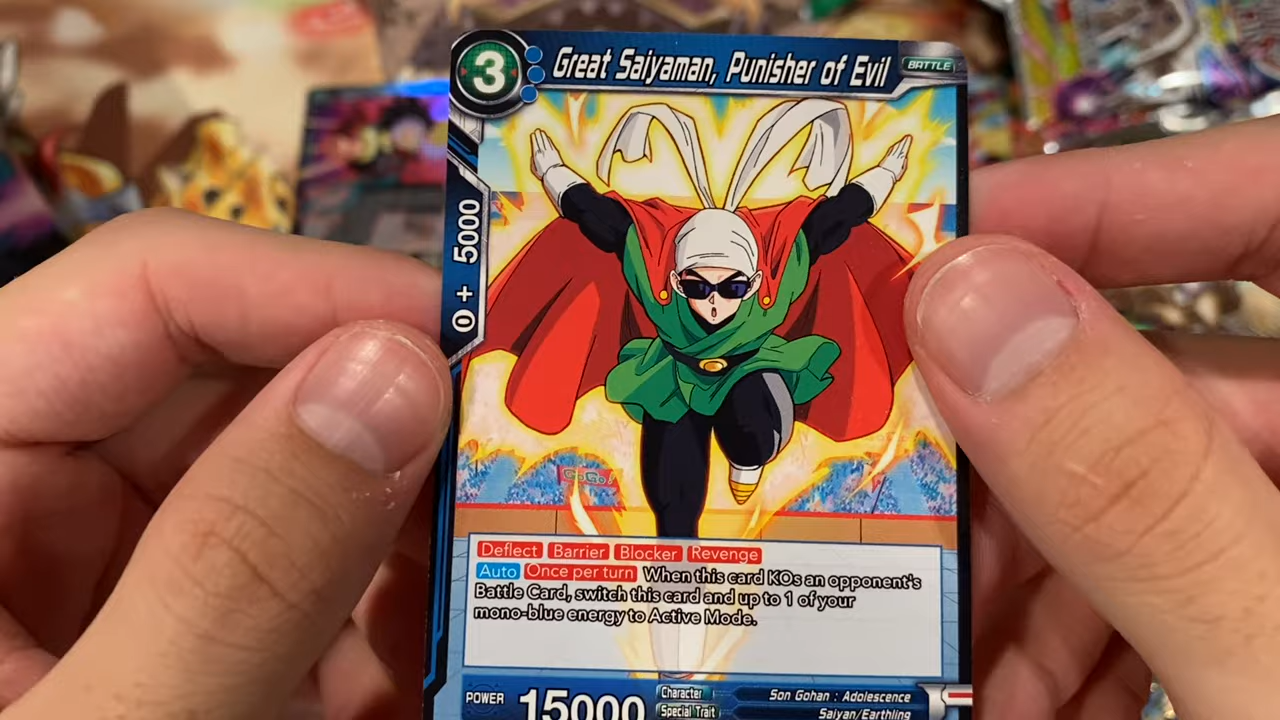 3 Great Saiyaman, Punisher of Evil BATTLE
0 + 5000
GoGo!
Deflect Barrier Blocker Revenge
Auto Once per turn When this card KOs an opponent's
Battle Card, switch this card and up to 1 of your
mono-blue energy to Active Mode.
POWER 15000
Character Son Gohan : Adolescence
Special Trait Saiyan/Earthling